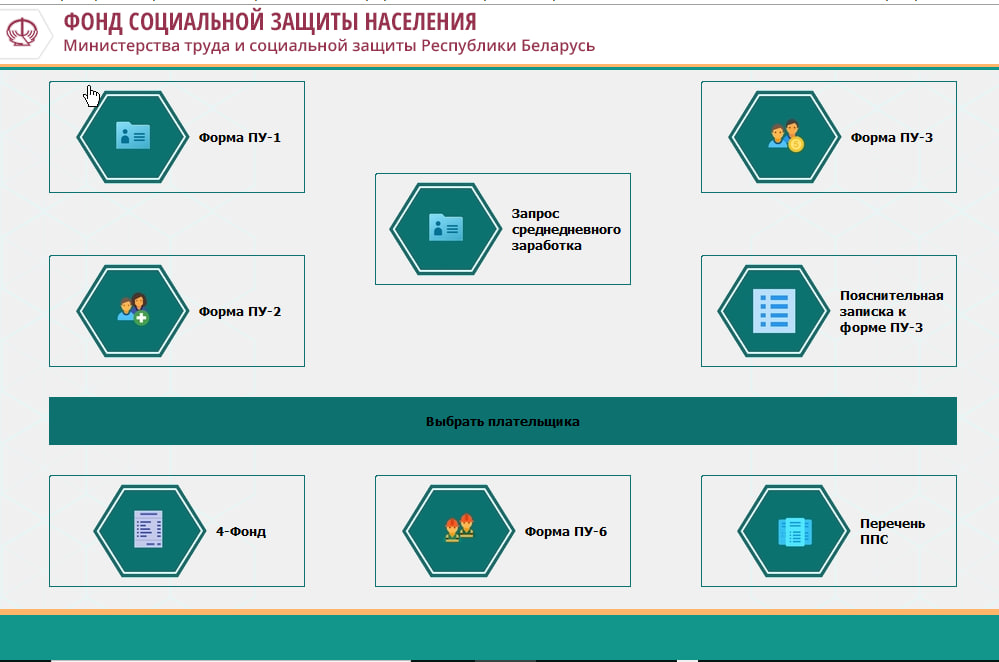 ФОНД СОЦИАЛЬНОЙ ЗАЩИТЫ НАСЕЛЕНИЯ
Министерства труда и социальной защиты Республики Беларусь
Форма ПУ-1
Форма ПУ-3
Запрос
среднедневного
заработка
Форма ПУ-2
Пояснительная
записка к
форме ПУ-3
Выбрать плательщика
4-Фонд
Форма ПУ-6
Перечень
ППС